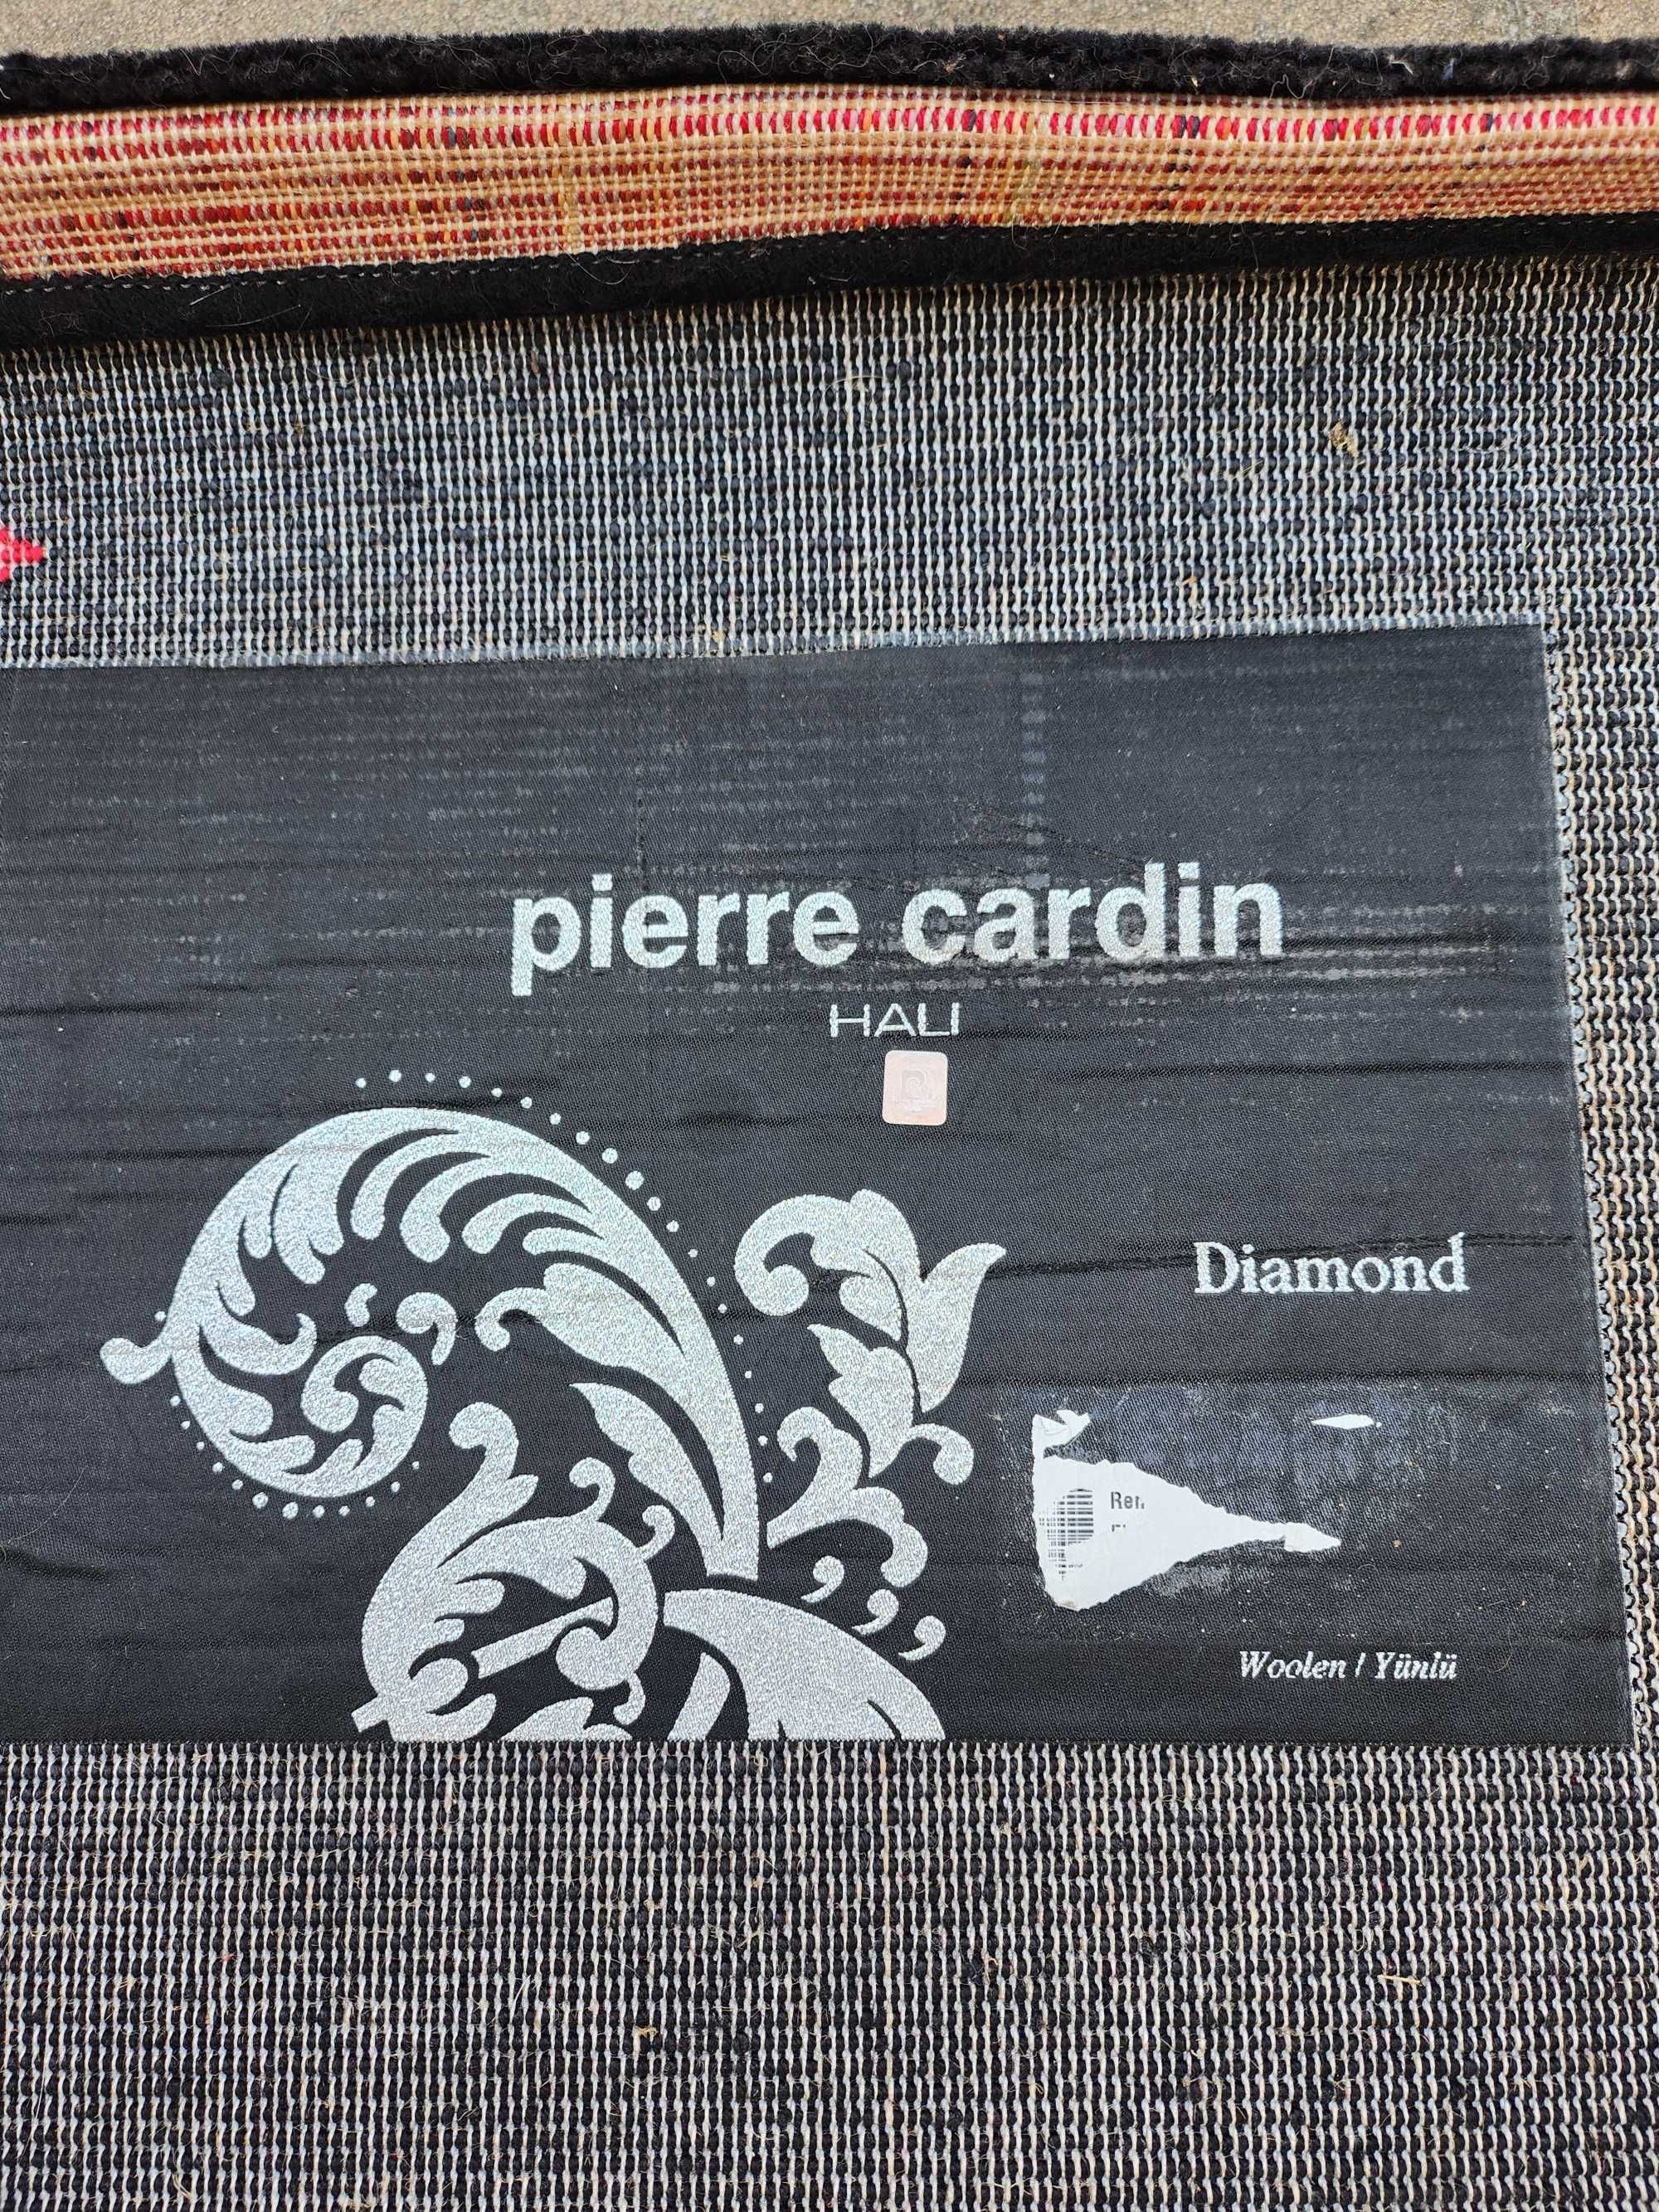 pierre cardin
HALI
Diamond
Woolen / Yünlü